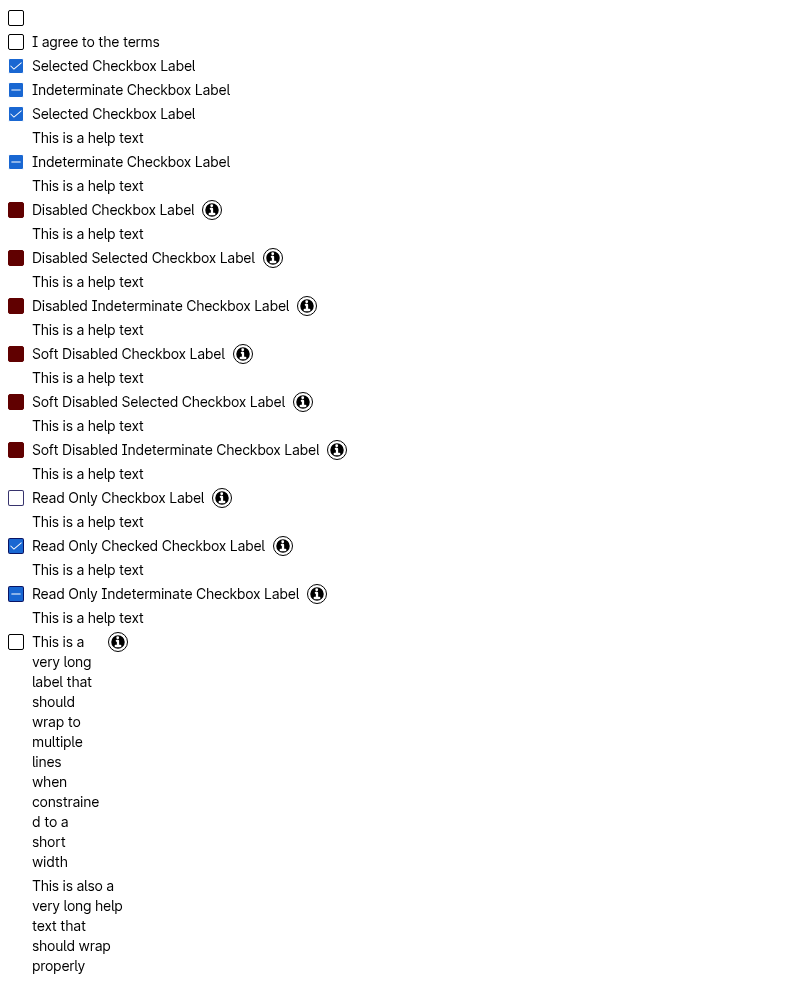 I agree to the terms
Selected Checkbox Label
Indeterminate Checkbox Label
Selected Checkbox Label
This is a help text
Indeterminate Checkbox Label
This is a help text
Disabled Checkbox Label
This is a help text
Disabled Selected Checkbox Label
This is a help text
Disabled Indeterminate Checkbox Label
This is a help text
Soft Disabled Checkbox Label
This is a help text
Soft Disabled Selected Checkbox Label
This is a help text
Soft Disabled Indeterminate Checkbox Label
This is a help text
Read Only Checkbox Label
This is a help text
Read Only Checked Checkbox Label
This is a help text
Read Only Indeterminate Checkbox Label
This is a help text
This is a
very long
label that
should
wrap to
multiple
lines
when
constraine
d to a
short
width
This is also a
very long help
text that
should wrap
properly